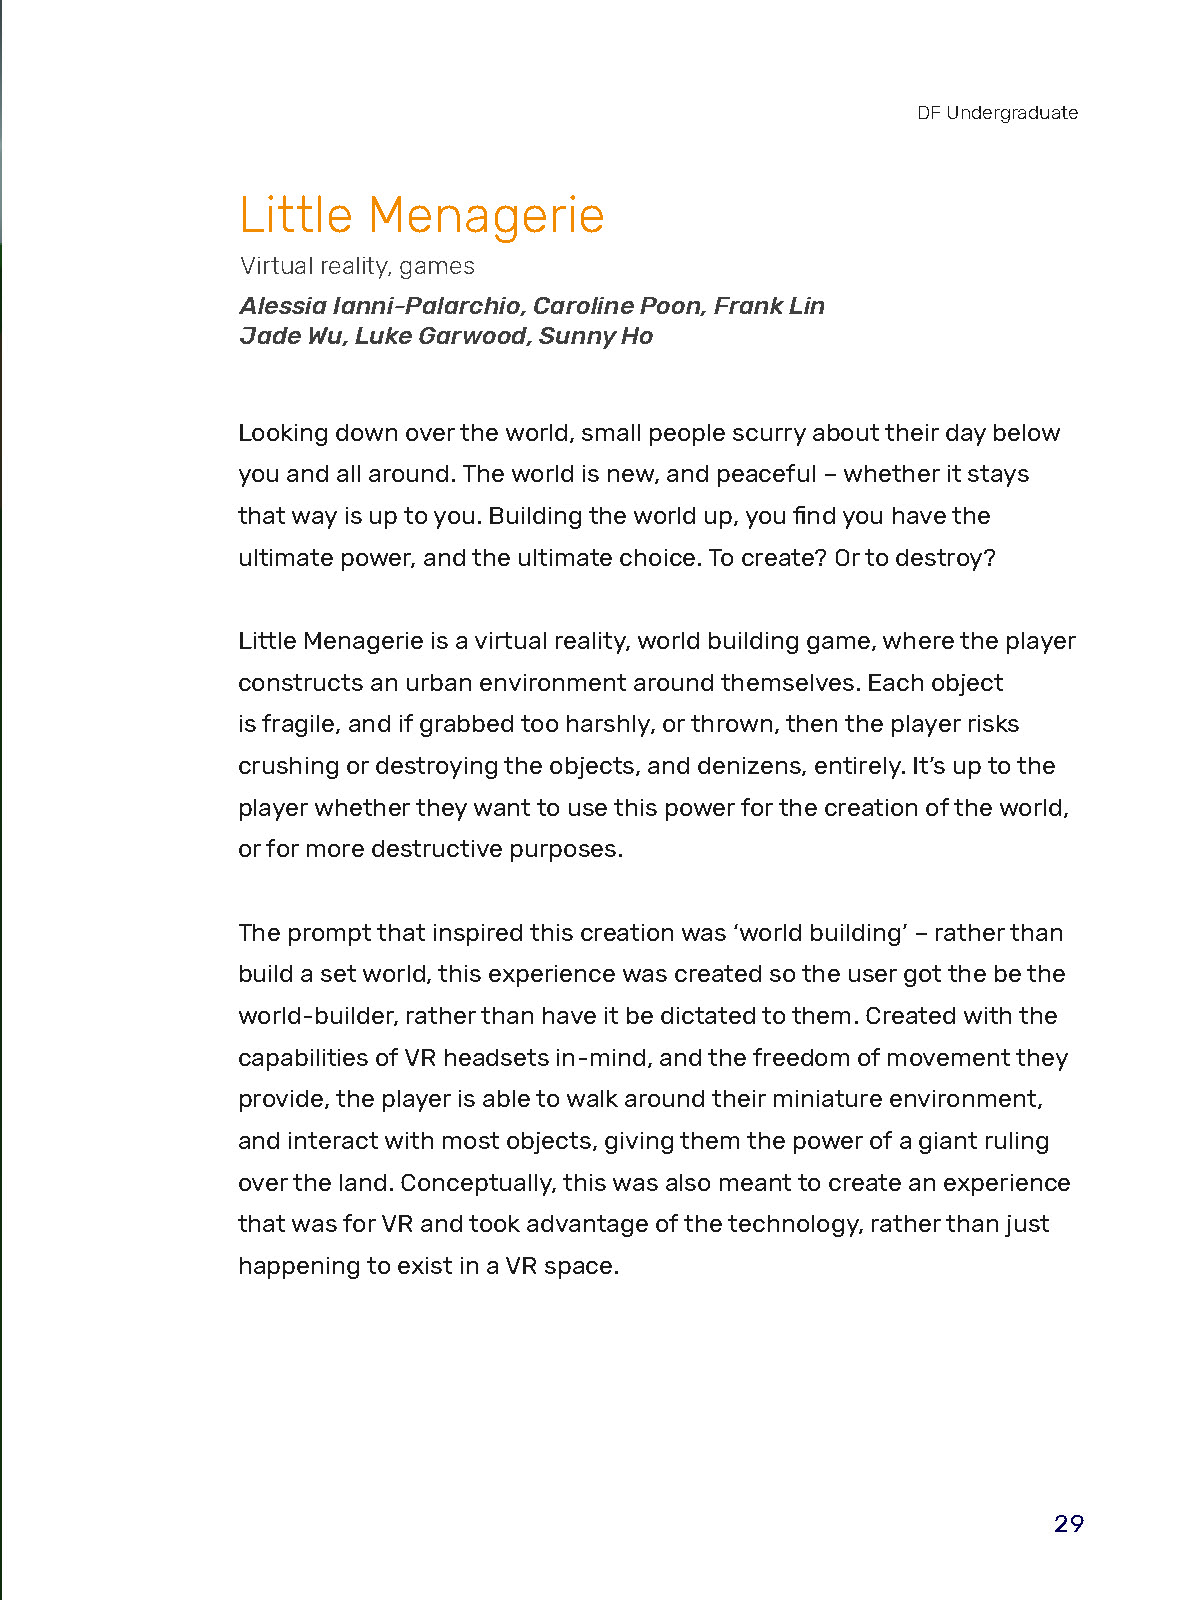 DF Undergraduate
Little Menagerie
Virtual reality, games
Alessia Ianni-Palarchio, Caroline Poon, Frank Lin
Jade Wu, Luke Garwood, Sunny Ho
Looking down over the world, small people scurry about their day below
you and all around. The world is new, and peaceful – whether it stays
that way is up to you. Building the world up, you find you have the
ultimate power, and the ultimate choice. To create? Or to destroy?
Little Menagerie is a virtual reality, world building game, where the player
constructs an urban environment around themselves. Each object
is fragile, and if grabbed too harshly, or thrown, then the player risks
crushing or destroying the objects, and denizens, entirely. It’s up to the
player whether they want to use this power for the creation of the world,
or for more destructive purposes.
The prompt that inspired this creation was ‘world building’ – rather than
build a set world, this experience was created so the user got the be the
world-builder, rather than have it be dictated to them. Created with the
capabilities of VR headsets in-mind, and the freedom of movement they
provide, the player is able to walk around their miniature environment,
and interact with most objects, giving them the power of a giant ruling
over the land. Conceptually, this was also meant to create an experience
that was for VR and took advantage of the technology, rather than just
happening to exist in a VR space.
29